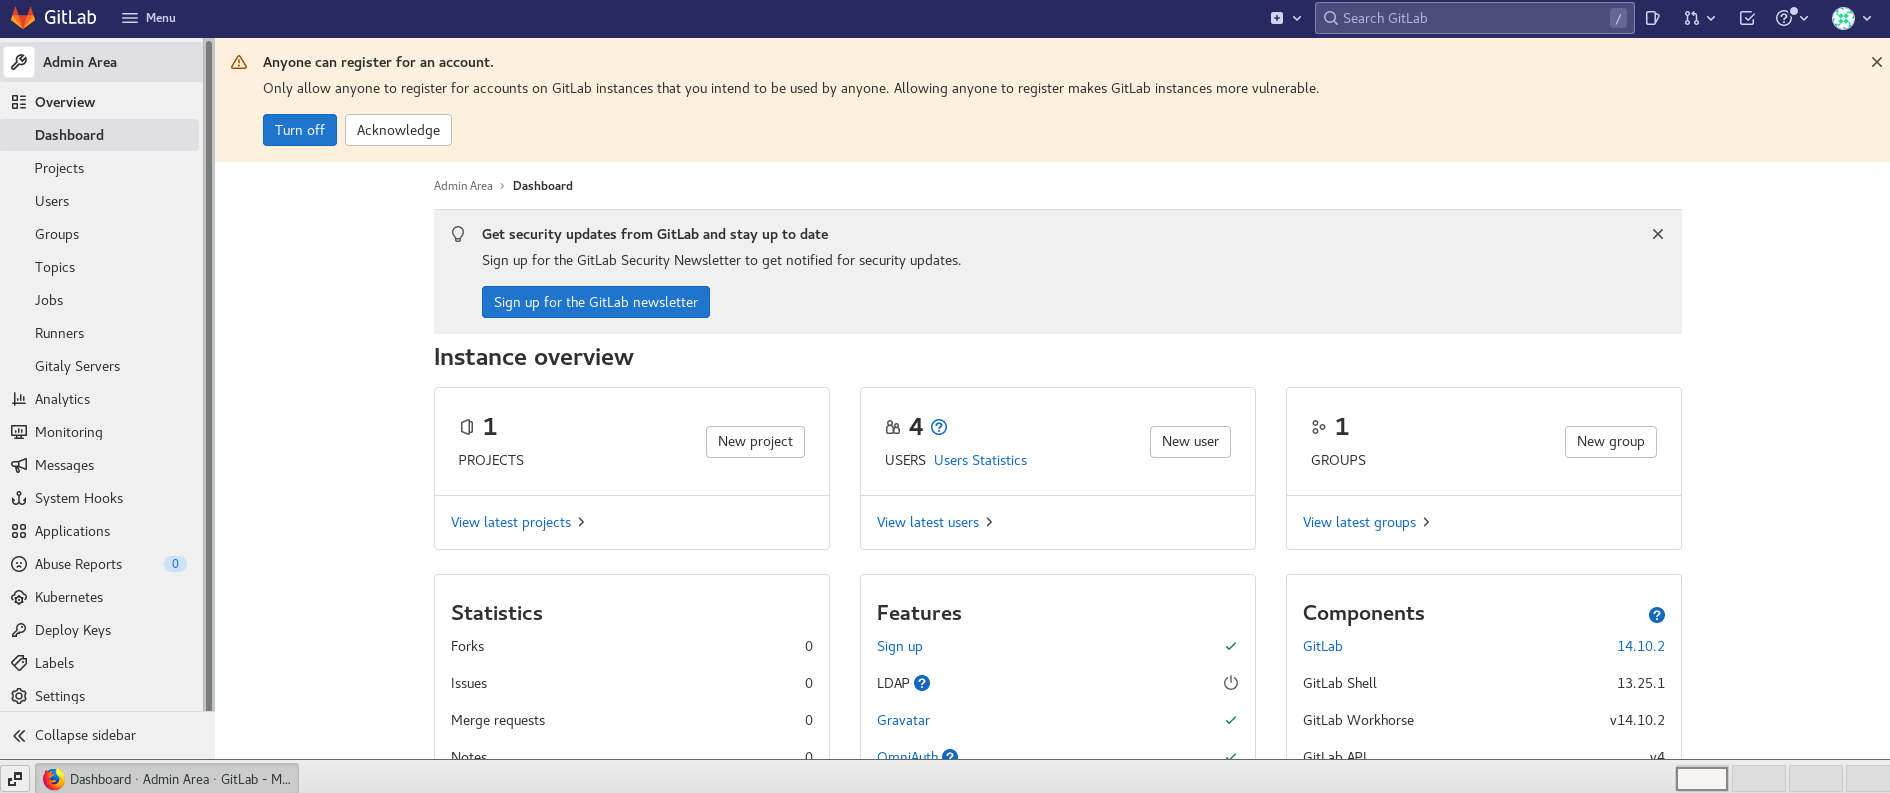 GitLab
Menu
Search GitLab
/
Admin Area
Overview
Dashboard
Projects
Users
Groups
Topics
Jobs
Runners
Gitaly Servers
Analytics
Monitoring
Messages
System Hooks
Applications
Abuse Reports 0
Kubernetes
Deploy Keys
Labels
Settings
Collapse sidebar
Anyone can register for an account.
Only allow anyone to register for accounts on GitLab instances that you intend to be used by anyone. Allowing anyone to register makes GitLab instances more vulnerable.
Turn off Acknowledge
Admin Area > Dashboard
Get security updates from GitLab and stay up to date
Sign up for the GitLab Security Newsletter to get notified for security updates.
Sign up for the GitLab newsletter
Instance overview
1
PROJECTS
New project
View latest projects
4 ?
USERS Users Statistics
New user
View latest users
1
GROUPS
New group
View latest groups
Statistics
Forks 0
Issues 0
Merge requests 0
Notes 0
Features
Sign up
LDAP ?
Gravatar
OmniAuth ?
Components ?
GitLab 14.10.2
GitLab Shell 13.25.1
GitLab Workhorse v14.10.2
GitLab API v4
Dashboard · Admin Area · GitLab - M...